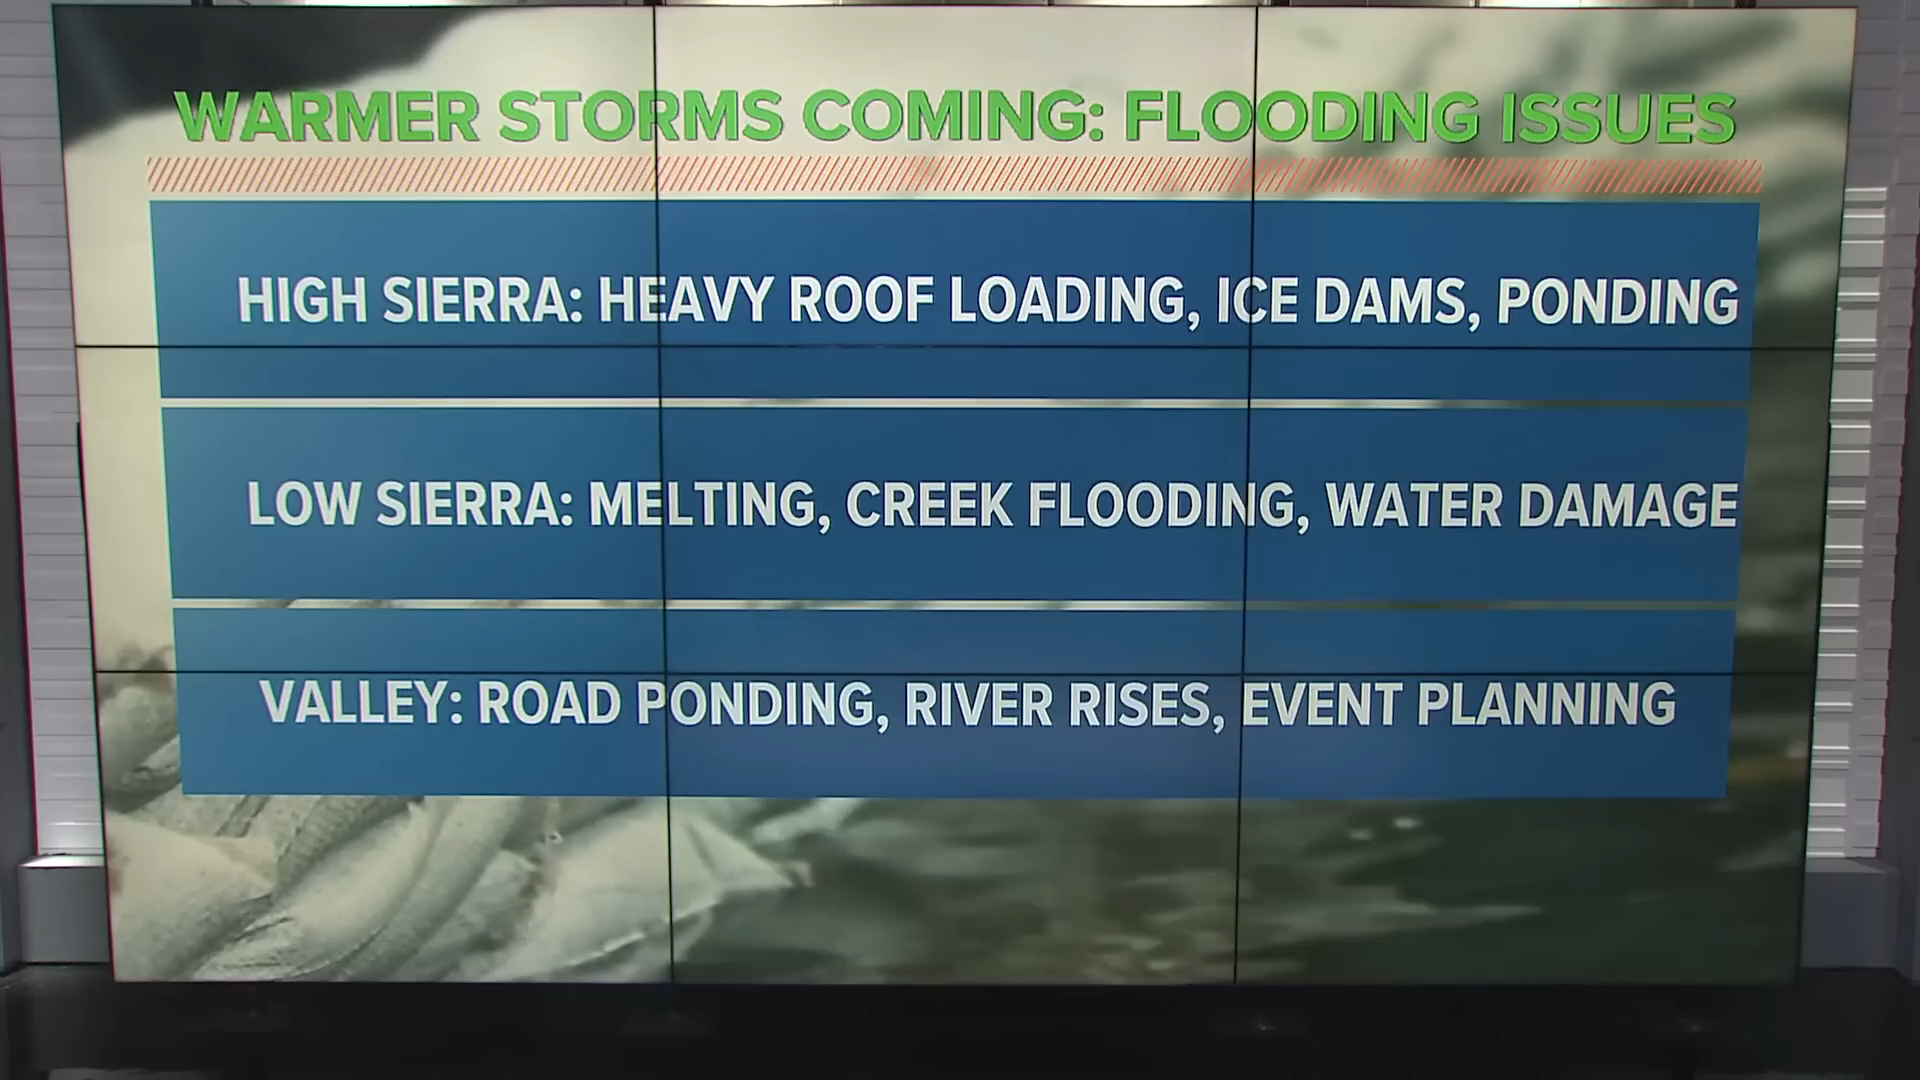 WARMER STORMS COMING: FLOODING ISSUES
HIGH SIERRA: HEAVY ROOF LOADING, ICE DAMS, PONDING
LOW SIERRA: MELTING, CREEK FLOODING, WATER DAMAGE
VALLEY: ROAD PONDING, RIVER RISES, EVENT PLANNING